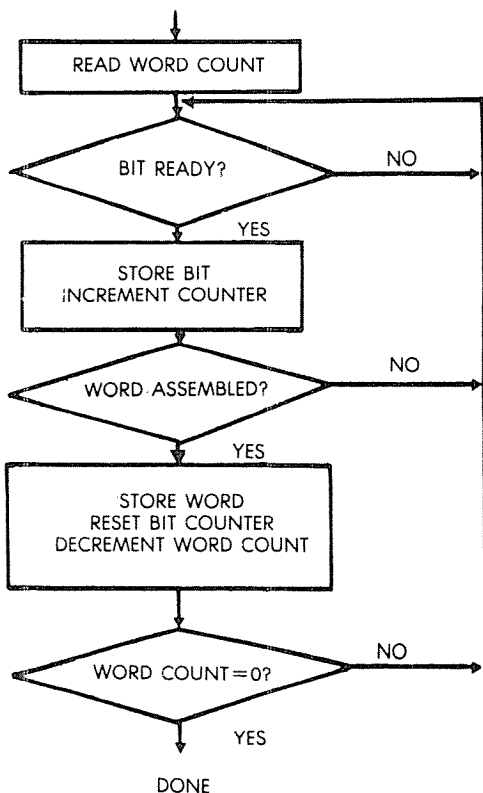 READ WORD COUNT
BIT READY?
NO
YES
STORE BIT
INCREMENT COUNTER
WORD ASSEMBLED?
NO
YES
STORE WORD
RESET BIT COUNTER
DECREMENT WORD COUNT
WORD COUNT=0?
NO
YES
DONE